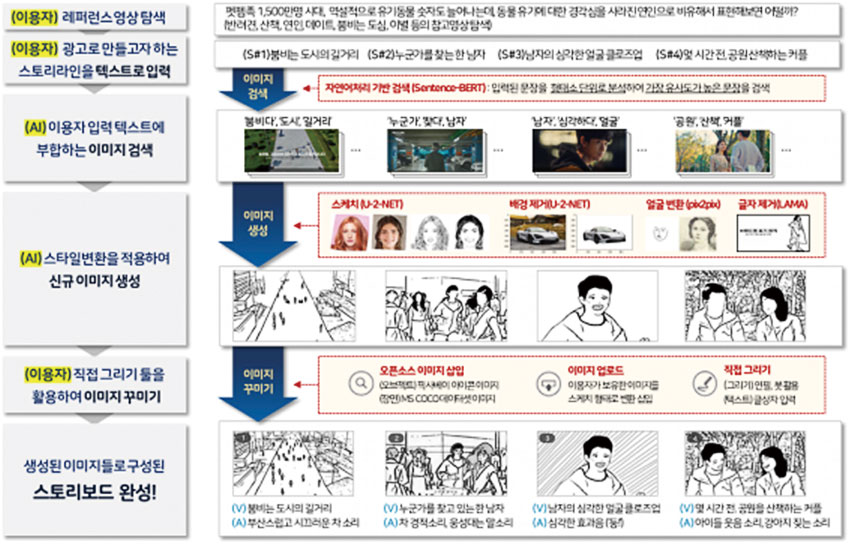 (이용자) 레퍼런스 영상 탐색
펫팸족 1,500만명 시대, 역설적으로 유기동물 숫자도 늘어나는데, 동물 유기에 대한 경각심을 사라진 연인으로 비유해서 표현해보면 어떨까?
(반려견, 산책, 연인, 데이트, 붐비는 도심, 이별 등의 참고영상 탐색)
(이용자) 광고로 만들고자 하는
스토리라인을 텍스트로 입력
(S#1)붐비는 도시의 길거리 (S#2)누군가를 찾는 한 남자 (S#3)남자의 심각한 얼굴 클로즈업 (S#4)몇 시간 전, 공원 산책하는 커플
이미지
검색
자연어처리 기반 검색 (Sentence-BERT) : 입력된 문장을 형태소 단위로 분석하여 가장 유사도가 높은 문장을 검색
(AI) 이용자 입력 텍스트에
부합하는 이미지 검색
'붐비다', '도시', '길거리'
'누군가', '찾다', '남자'
'남자', '심각하다', '얼굴'
'공원', '산책', '커플'
... ... ...
이미지
생성
스케치 (U-2-NET)
배경 제거(U-2-NET)
얼굴 변환 (pix2pix)
글자 제거(LAMA)
(AI) 스타일변환을 적용하여
신규 이미지 생성
이미지
꾸미기
(이용자) 직접 그리기 툴을
활용하여 이미지 꾸미기
오픈소스 이미지 삽입
(오브젝트) 픽사베이 아이콘 이미지
(장면) MS COCO 데이터셋 이미지
이미지 업로드
이용자가 보유한 이미지를
스케치 형태로 변환 삽입
직접 그리기
(그리기) 연필, 붓 활용
(텍스트) 글상자 입력
생성된 이미지들로 구성된
스토리보드 완성!
1 2 3 4
(V) 붐비는 도시의 길거리
(A) 부산스럽고 시끄러운 차 소리
(V) 누군가를 찾고 있는 한 남자
(A) 차 경적소리, 웅성대는 말소리
(V) 남자의 심각한 얼굴 클로즈업
(A) 심각한 효과음 ('둥!')
(V) 몇 시간 전, 공원을 산책하는 커플
(A) 아이들 웃음 소리, 강아지 짖는 소리